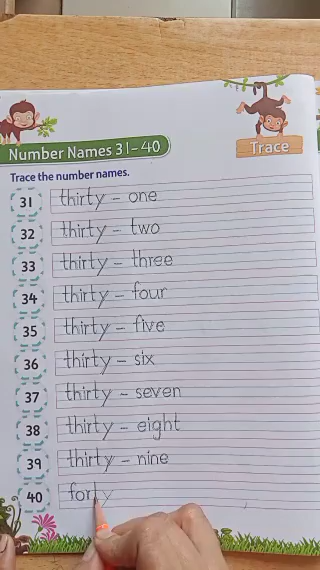 Number Names 31-40
Trace
Trace the number names.
31 thirty - one
32 thirty - two
33 thirty - three
34 thirty - four
35 thirty - five
36 thirty - six
37 thirty - seven
38 thirty - eight
39 thirty - nine
40 forty